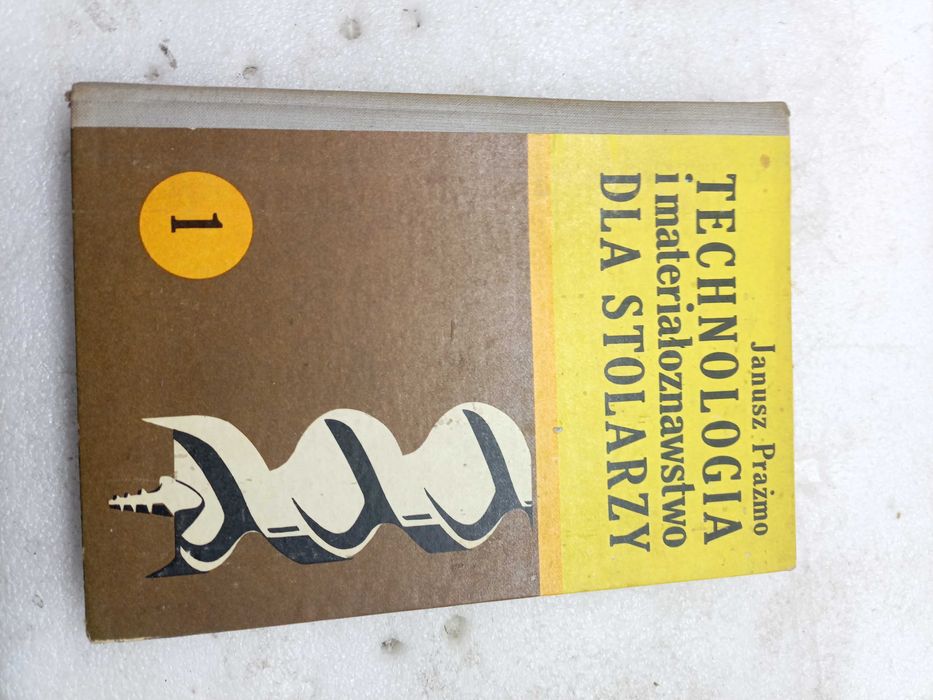 Janusz Prażmo
TECHNOLOGIA
i materiałoznawstwo
DLA STOLARZY
1